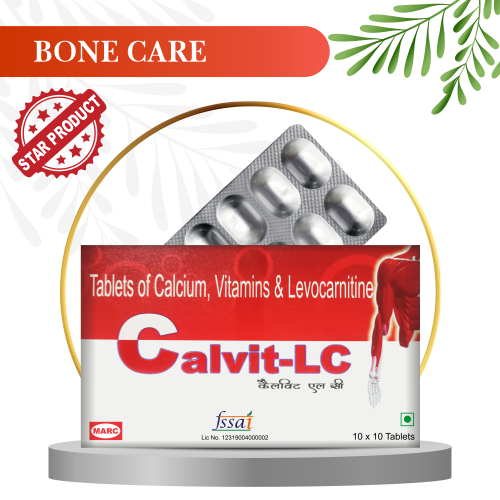 BONE CARE
STAR PRODUCT
Tablets of Calcium, Vitamins & Levocarnitine
Calvit-LC
कैलविट एल सी
MARC
fssai
Lic No. 12319004000002
10 x 10 Tablets